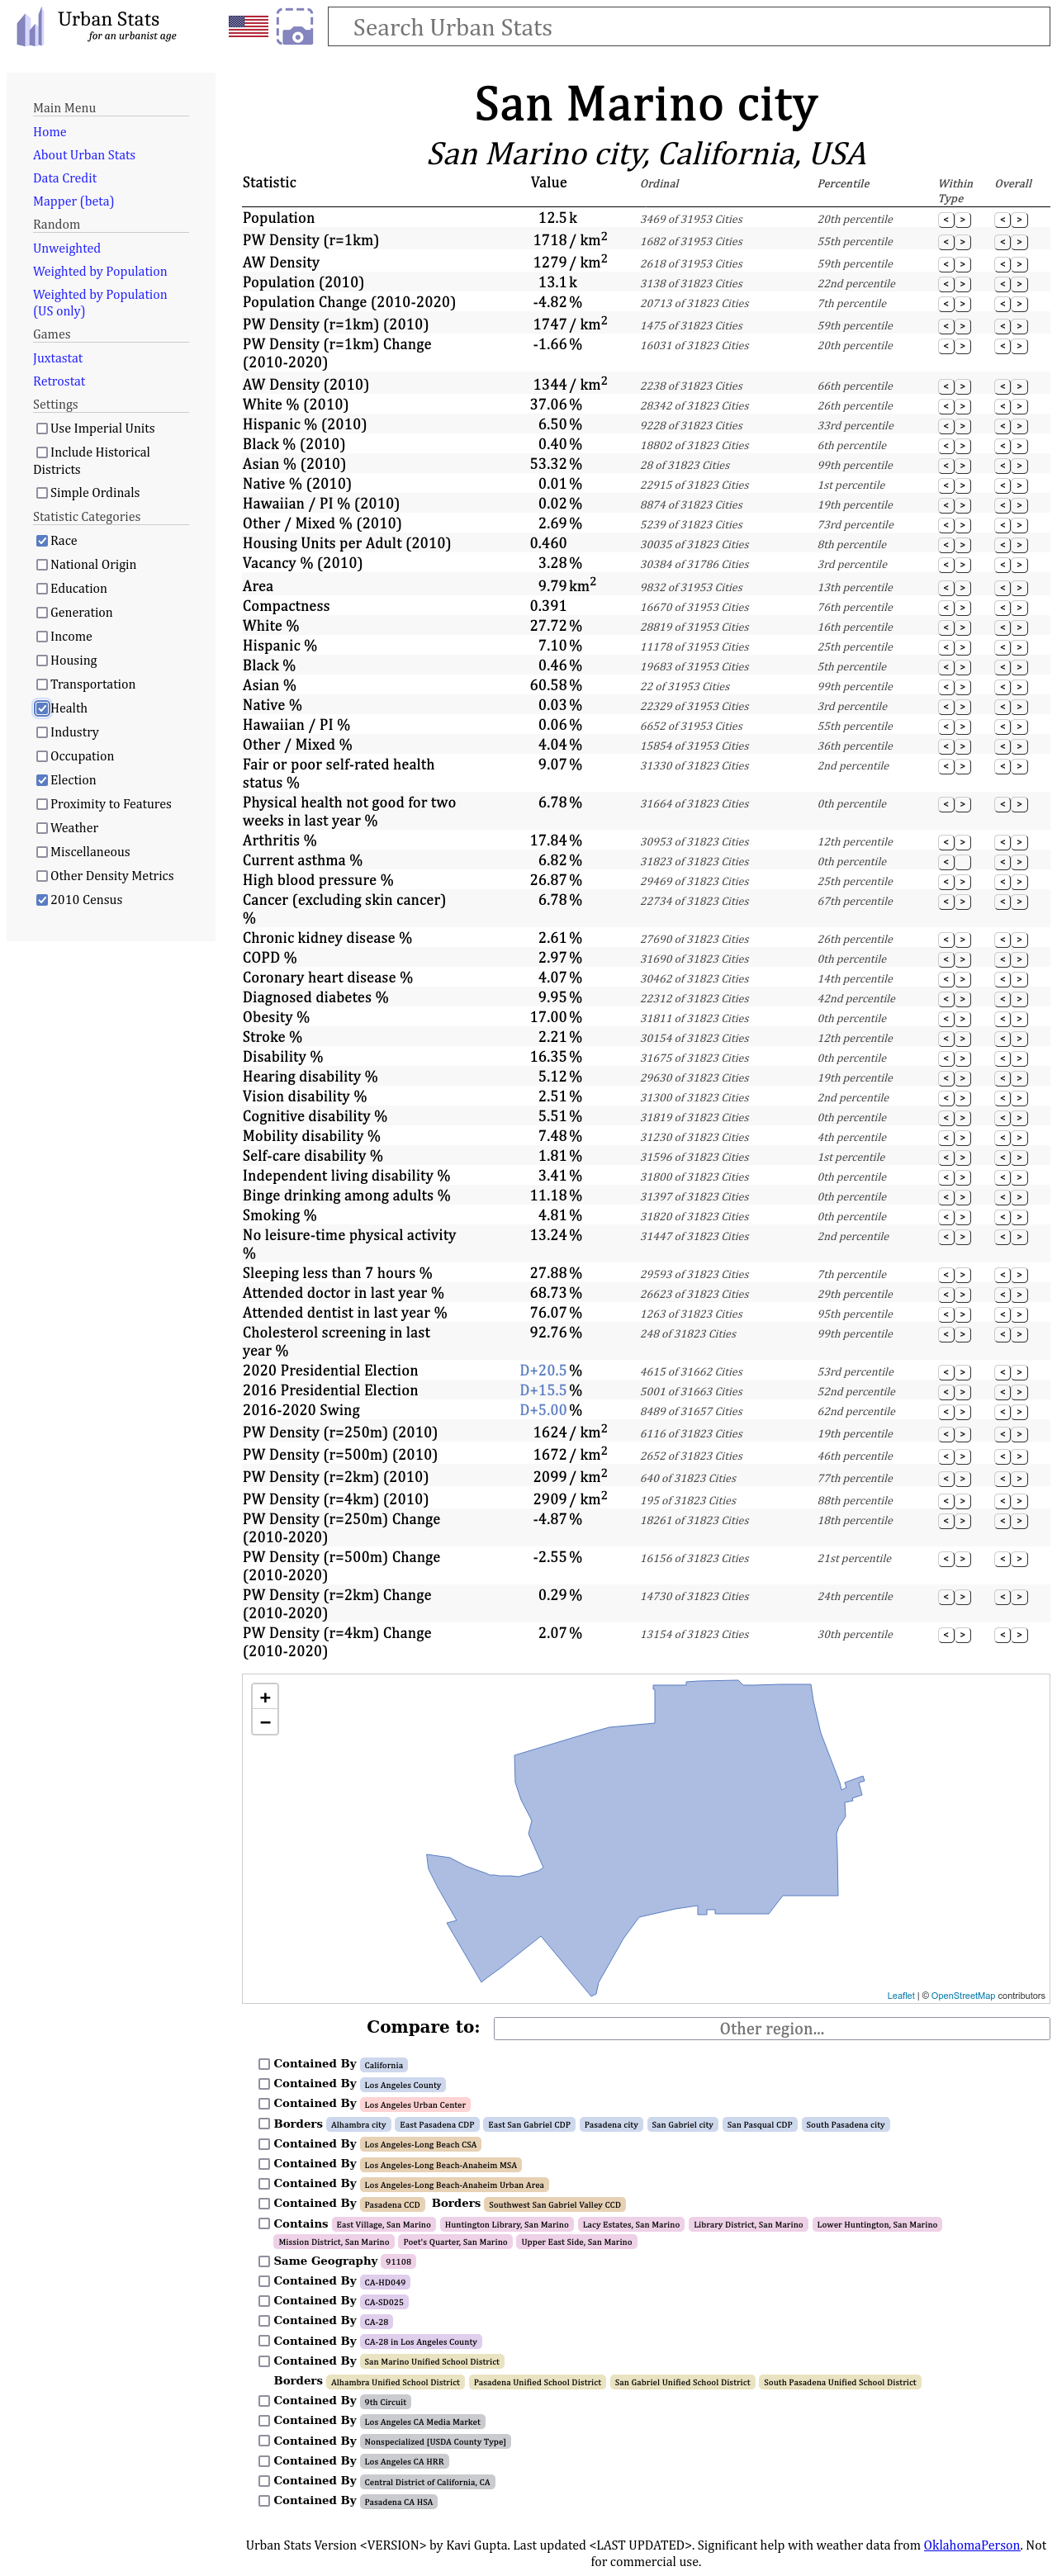 Urban Stats
for an urbanist age
Search Urban Stats
Main Menu
Home
About Urban Stats
Data Credit
Mapper (beta)
Random
Unweighted
Weighted by Population
Weighted by Population
(US only)
Games
Juxtastat
Retrostat
Settings
Use Imperial Units
Include Historical
Districts
Simple Ordinals
Statistic Categories
Race
National Origin
Education
Generation
Income
Housing
Transportation
Health
Industry
Occupation
Election
Proximity to Features
Weather
Miscellaneous
Other Density Metrics
2010 Census
San Marino city
San Marino city, California, USA
Statistic Value Ordinal Percentile Within Overall
Type
Population 12.5 k 3469 of 31953 Cities 20th percentile < > < >
PW Density (r=1km) 1718 / km2 1682 of 31953 Cities 55th percentile < > < >
AW Density 1279 / km2 2618 of 31953 Cities 59th percentile < > < >
Population (2010) 13.1 k 3138 of 31823 Cities 22nd percentile < > < >
Population Change (2010-2020) -4.82 % 20713 of 31823 Cities 7th percentile < > < >
PW Density (r=1km) (2010) 1747 / km2 1475 of 31823 Cities 59th percentile < > < >
PW Density (r=1km) Change -1.66 % 16031 of 31823 Cities 20th percentile < > < >
(2010-2020)
AW Density (2010) 1344 / km2 2238 of 31823 Cities 66th percentile < > < >
White % (2010) 37.06 % 28342 of 31823 Cities 26th percentile < > < >
Hispanic % (2010) 6.50 % 9228 of 31823 Cities 33rd percentile < > < >
Black % (2010) 0.40 % 18802 of 31823 Cities 6th percentile < > < >
Asian % (2010) 53.32 % 28 of 31823 Cities 99th percentile < > < >
Native % (2010) 0.01 % 22915 of 31823 Cities 1st percentile < > < >
Hawaiian / PI % (2010) 0.02 % 8874 of 31823 Cities 19th percentile < > < >
Other / Mixed % (2010) 2.69 % 5239 of 31823 Cities 73rd percentile < > < >
Housing Units per Adult (2010) 0.460 30035 of 31823 Cities 8th percentile < > < >
Vacancy % (2010) 3.28 % 30384 of 31786 Cities 3rd percentile < > < >
Area 9.79 km2 9832 of 31953 Cities 13th percentile < > < >
Compactness 0.391 16670 of 31953 Cities 76th percentile < > < >
White % 27.72 % 28819 of 31953 Cities 16th percentile < > < >
Hispanic % 7.10 % 11178 of 31953 Cities 25th percentile < > < >
Black % 0.46 % 19683 of 31953 Cities 5th percentile < > < >
Asian % 60.58 % 22 of 31953 Cities 99th percentile < > < >
Native % 0.03 % 22329 of 31953 Cities 3rd percentile < > < >
Hawaiian / PI % 0.06 % 6652 of 31953 Cities 55th percentile < > < >
Other / Mixed % 4.04 % 15854 of 31953 Cities 36th percentile < > < >
Fair or poor self-rated health 9.07 % 31330 of 31823 Cities 2nd percentile < > < >
status %
Physical health not good for two 6.78 % 31664 of 31823 Cities 0th percentile < > < >
weeks in last year %
Arthritis % 17.84 % 30953 of 31823 Cities 12th percentile < > < >
Current asthma % 6.82 % 31823 of 31823 Cities 0th percentile < < >
High blood pressure % 26.87 % 29469 of 31823 Cities 25th percentile < > < >
Cancer (excluding skin cancer) 6.78 % 22734 of 31823 Cities 67th percentile < > < >
%
Chronic kidney disease % 2.61 % 27690 of 31823 Cities 26th percentile < > < >
COPD % 2.97 % 31690 of 31823 Cities 0th percentile < > < >
Coronary heart disease % 4.07 % 30462 of 31823 Cities 14th percentile < > < >
Diagnosed diabetes % 9.95 % 22312 of 31823 Cities 42nd percentile < > < >
Obesity % 17.00 % 31811 of 31823 Cities 0th percentile < > < >
Stroke % 2.21 % 30154 of 31823 Cities 12th percentile < > < >
Disability % 16.35 % 31675 of 31823 Cities 0th percentile < > < >
Hearing disability % 5.12 % 29630 of 31823 Cities 19th percentile < > < >
Vision disability % 2.51 % 31300 of 31823 Cities 2nd percentile < > < >
Cognitive disability % 5.51 % 31819 of 31823 Cities 0th percentile < > < >
Mobility disability % 7.48 % 31230 of 31823 Cities 4th percentile < > < >
Self-care disability % 1.81 % 31596 of 31823 Cities 1st percentile < > < >
Independent living disability % 3.41 % 31800 of 31823 Cities 0th percentile < > < >
Binge drinking among adults % 11.18 % 31397 of 31823 Cities 0th percentile < > < >
Smoking % 4.81 % 31820 of 31823 Cities 0th percentile < > < >
No leisure-time physical activity 13.24 % 31447 of 31823 Cities 2nd percentile < > < >
%
Sleeping less than 7 hours % 27.88 % 29593 of 31823 Cities 7th percentile < > < >
Attended doctor in last year % 68.73 % 26623 of 31823 Cities 29th percentile < > < >
Attended dentist in last year % 76.07 % 1263 of 31823 Cities 95th percentile < > < >
Cholesterol screening in last 92.76 % 248 of 31823 Cities 99th percentile < > < >
year %
2020 Presidential Election D+20.5 % 4615 of 31662 Cities 53rd percentile < > < >
2016 Presidential Election D+15.5 % 5001 of 31663 Cities 52nd percentile < > < >
2016-2020 Swing D+5.00 % 8489 of 31657 Cities 62nd percentile < > < >
PW Density (r=250m) (2010) 1624 / km2 6116 of 31823 Cities 19th percentile < > < >
PW Density (r=500m) (2010) 1672 / km2 2652 of 31823 Cities 46th percentile < > < >
PW Density (r=2km) (2010) 2099 / km2 640 of 31823 Cities 77th percentile < > < >
PW Density (r=4km) (2010) 2909 / km2 195 of 31823 Cities 88th percentile < > < >
PW Density (r=250m) Change -4.87 % 18261 of 31823 Cities 18th percentile < > < >
(2010-2020)
PW Density (r=500m) Change -2.55 % 16156 of 31823 Cities 21st percentile < > < >
(2010-2020)
PW Density (r=2km) Change 0.29 % 14730 of 31823 Cities 24th percentile < > < >
(2010-2020)
PW Density (r=4km) Change 2.07 % 13154 of 31823 Cities 30th percentile < > < >
(2010-2020)
+
−
Leaflet | © OpenStreetMap contributors
Compare to: Other region...
Contained By California
Contained By Los Angeles County
Contained By Los Angeles Urban Center
Borders Alhambra city East Pasadena CDP East San Gabriel CDP Pasadena city San Gabriel city San Pasqual CDP South Pasadena city
Contained By Los Angeles-Long Beach CSA
Contained By Los Angeles-Long Beach-Anaheim MSA
Contained By Los Angeles-Long Beach-Anaheim Urban Area
Contained By Pasadena CCD Borders Southwest San Gabriel Valley CCD
Contains East Village, San Marino Huntington Library, San Marino Lacy Estates, San Marino Library District, San Marino Lower Huntington, San Marino
Mission District, San Marino Poet's Quarter, San Marino Upper East Side, San Marino
Same Geography 91108
Contained By CA-HD049
Contained By CA-SD025
Contained By CA-28
Contained By CA-28 in Los Angeles County
Contained By San Marino Unified School District
Borders Alhambra Unified School District Pasadena Unified School District San Gabriel Unified School District South Pasadena Unified School District
Contained By 9th Circuit
Contained By Los Angeles CA Media Market
Contained By Nonspecialized [USDA County Type]
Contained By Los Angeles CA HRR
Contained By Central District of California, CA
Contained By Pasadena CA HSA
Urban Stats Version <VERSION> by Kavi Gupta. Last updated <LAST UPDATED>. Significant help with weather data from OklahomaPerson. Not
for commercial use.